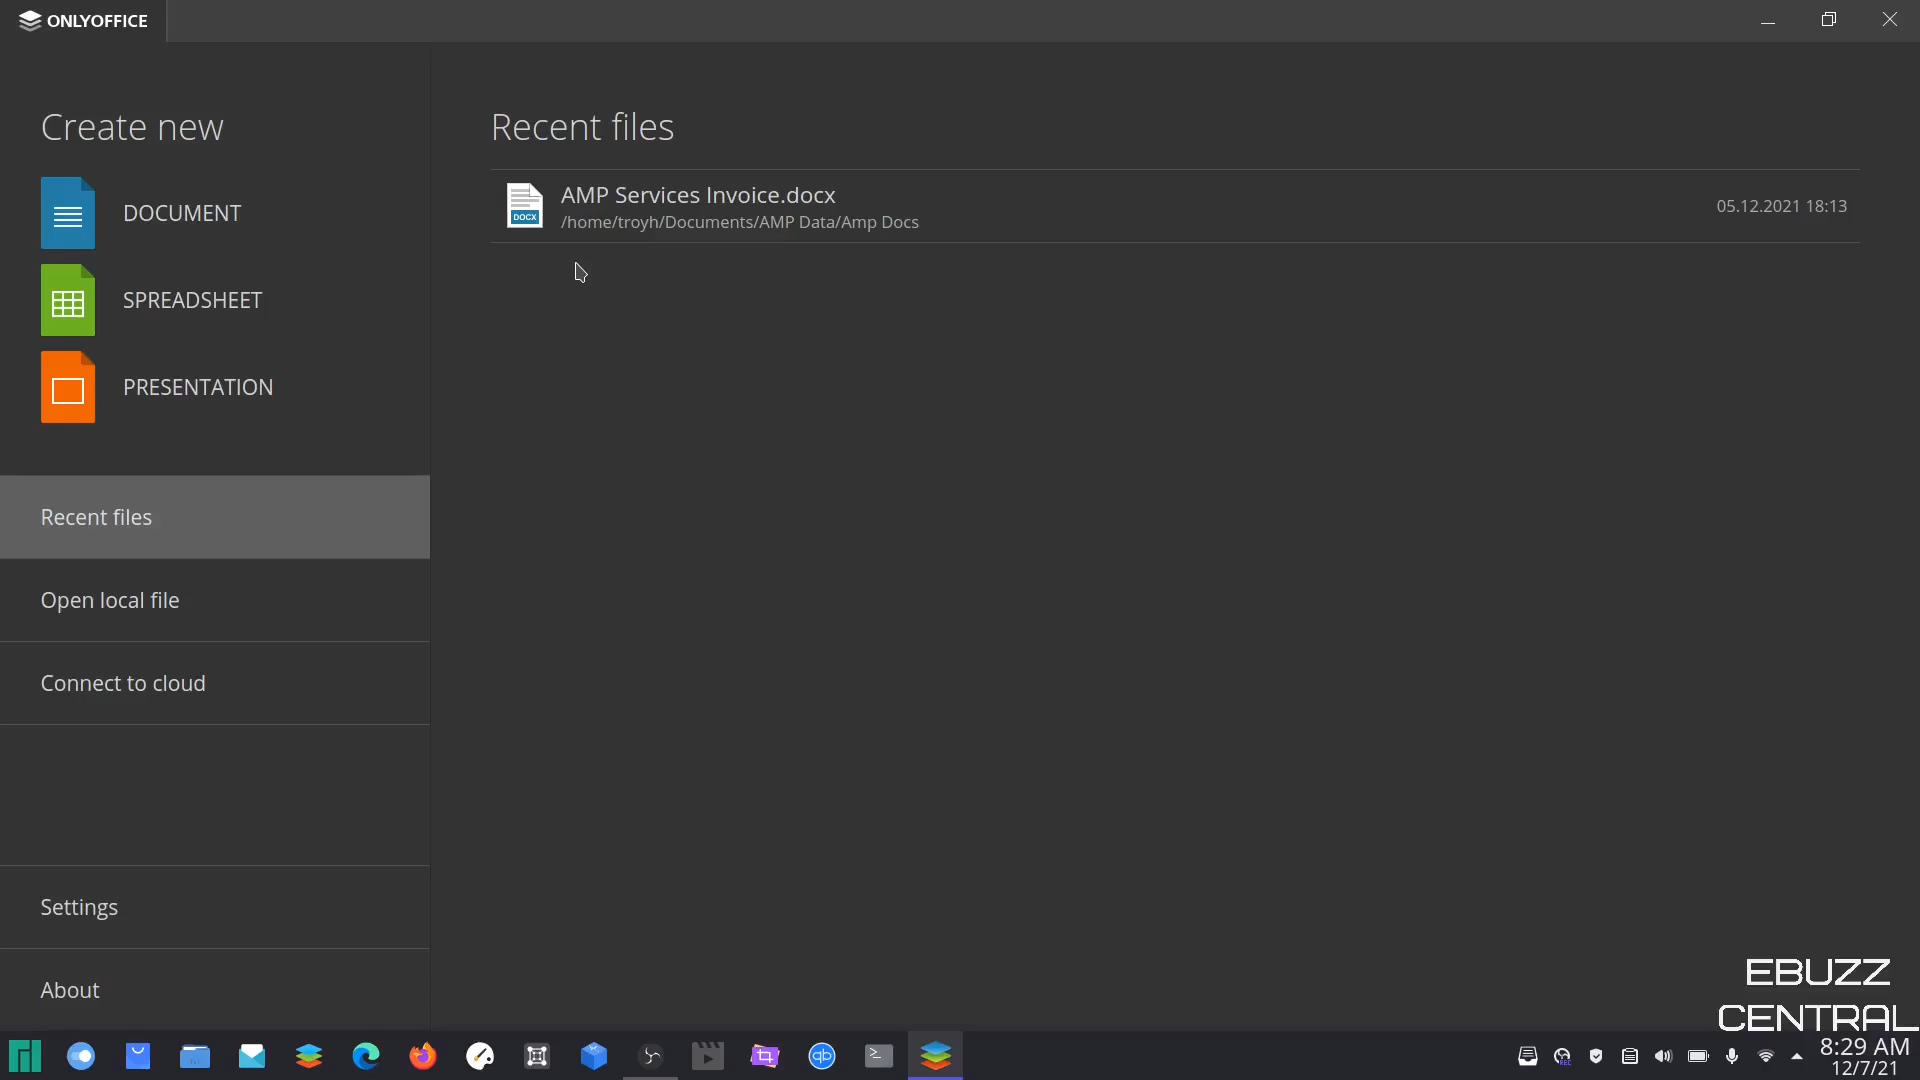 ONLYOFFICE
Create new
DOCUMENT
SPREADSHEET
PRESENTATION
Recent files
Open local file
Connect to cloud
Settings
About
Recent files
DOCX
AMP Services Invoice.docx
/home/troyh/Documents/AMP Data/Amp Docs
05.12.2021 18:13
EBUZZ
CENTRAL
8:29 AM
12/7/21